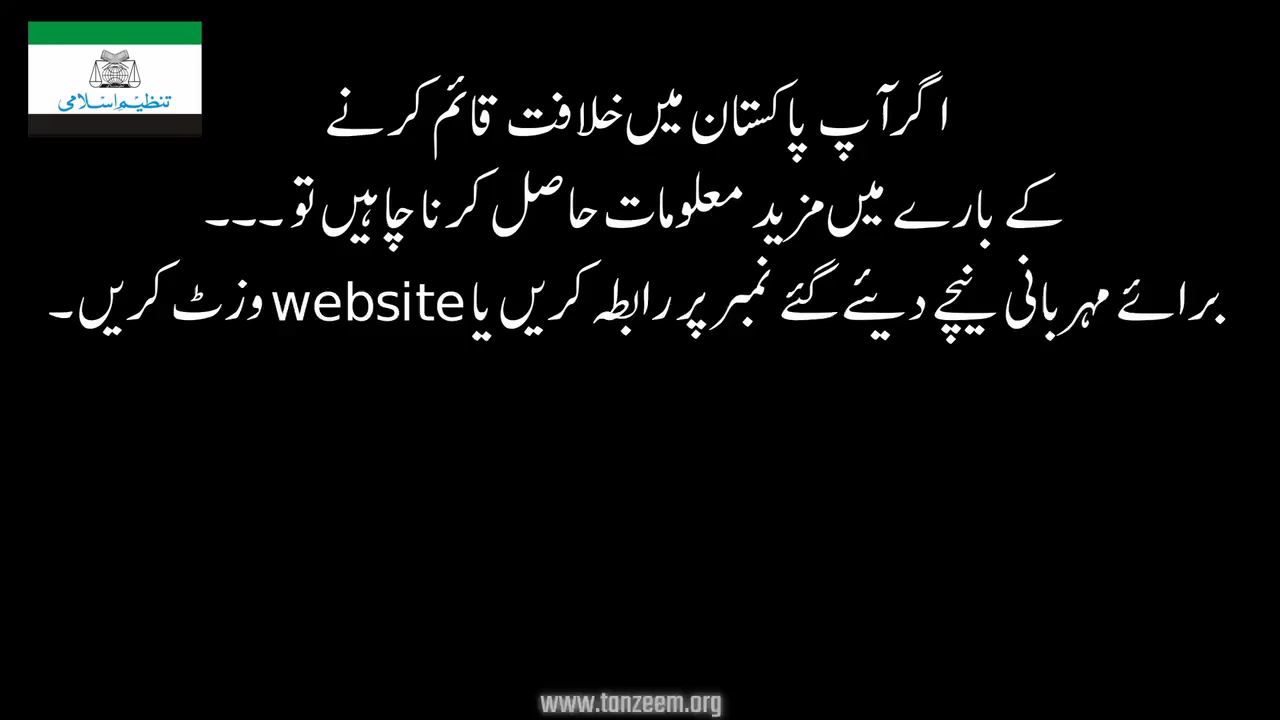 تنظیمِ اسلامی
اگر آپ پاکستان میں خلافت قائم کرنے
کے بارے میں مزید معلومات حاصل کرنا چاہیں تو ۔۔۔
برائے مہربانی نیچے دیئے گئے نمبر پر رابطہ کریں یا website وزٹ کریں۔
www.tanzeem.org